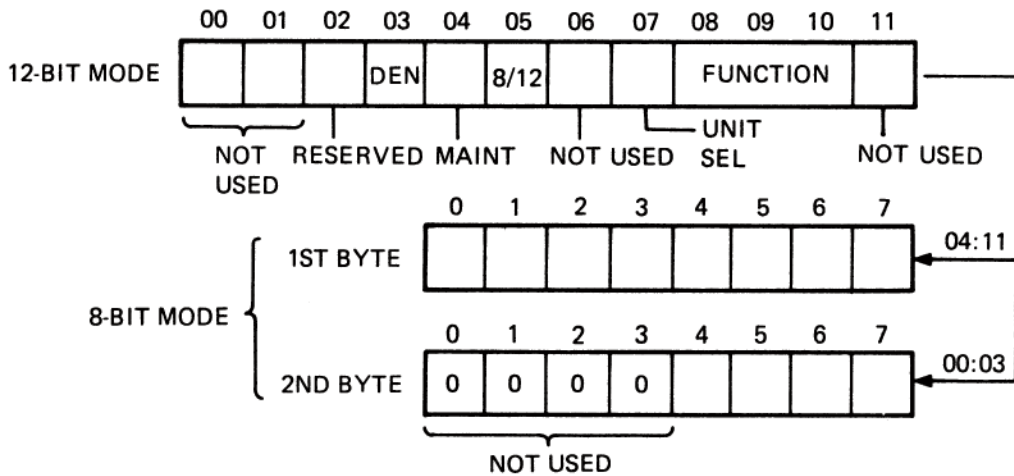 00 01 02 03 04 05 06 07 08 09 10 11
12-BIT MODE DEN 8/12 FUNCTION
UNIT
NOT RESERVED MAINT NOT USED SEL NOT USED
USED
0 1 2 3 4 5 6 7
1ST BYTE 04:11
8-BIT MODE
0 1 2 3 4 5 6 7
2ND BYTE 0 0 0 0 00:03
NOT USED